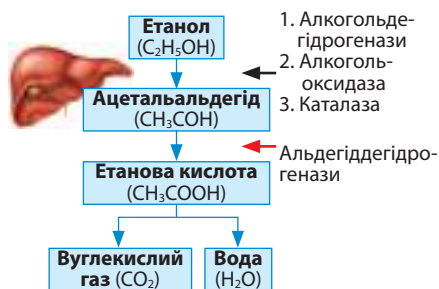 Етанол
(C₂H₅OH)
1. Алкогольде-
гідрогенази
2. Алкоголь-
оксидаза
3. Каталаза
Ацетальальдегід
(CH₃COH)
Альдегіддегідро-
генази
Етанова кислота
(CH₃COOH)
Вуглекислий
газ (CO₂)
Вода
(H₂O)